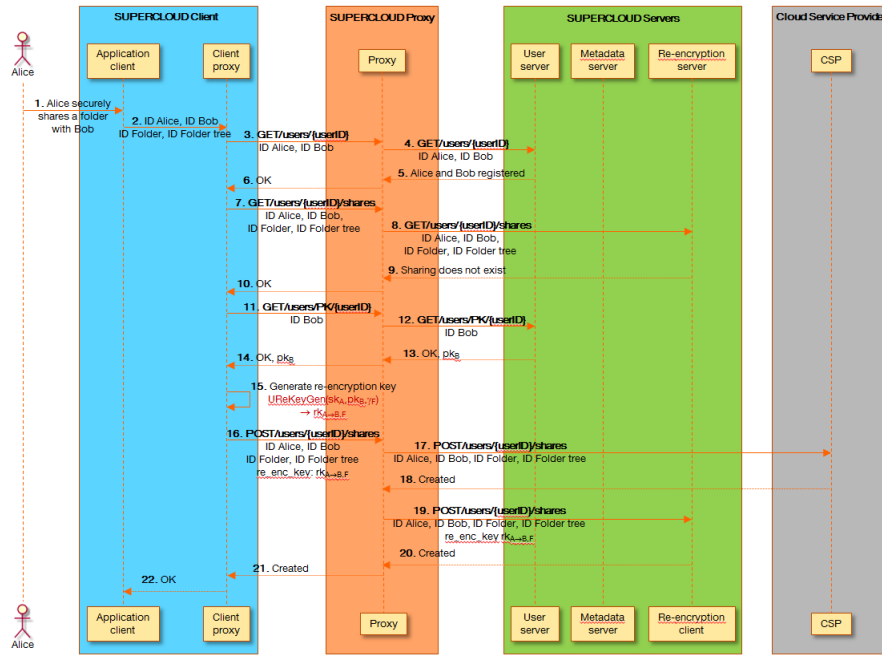 SUPERCLOUD Client
SUPERCLOUD Proxy
SUPERCLOUD Servers
Cloud Service Provide
Alice
Application
client
Client
proxy
Proxy
User
server
Metadata
server
Re-encryption
server
CSP
1. Alice securely
shares a folder
with Bob
2. ID Alice, ID Bob
ID Folder, ID Folder tree
3. GET/users/{userID}
ID Alice, ID Bob
4. GET/users/{userID}
ID Alice, ID Bob
5. Alice and Bob registered
6. OK
7. GET/users/{userID}/shares
ID Alice, ID Bob,
ID Folder, ID Folder tree
8. GET/users/{userID}/shares
ID Alice, ID Bob,
ID Folder, ID Folder tree
9. Sharing does not exist
10. OK
11. GET/users/PK/{userID}
ID Bob
12. GET/users/PK/{userID}
ID Bob
13. OK, pkB
14. OK, pkB
15. Generate re-encryption key
UReKeyGen(skA,pkB,γF)
→ rkA→B,F
16. POST/users/{userID}/shares
ID Alice, ID Bob
ID Folder, ID Folder tree
re_enc_key: rkA→B,F
17. POST/users/{userID}/shares
ID Alice, ID Bob, ID Folder, ID Folder tree
18. Created
19. POST/users/{userID}/shares
ID Alice, ID Bob, ID Folder, ID Folder tree
re_enc_key rkA→B,F
20. Created
21. Created
22. OK
Alice
Application
client
Client
proxy
Proxy
User
server
Metadata
server
Re-encryption
client
CSP